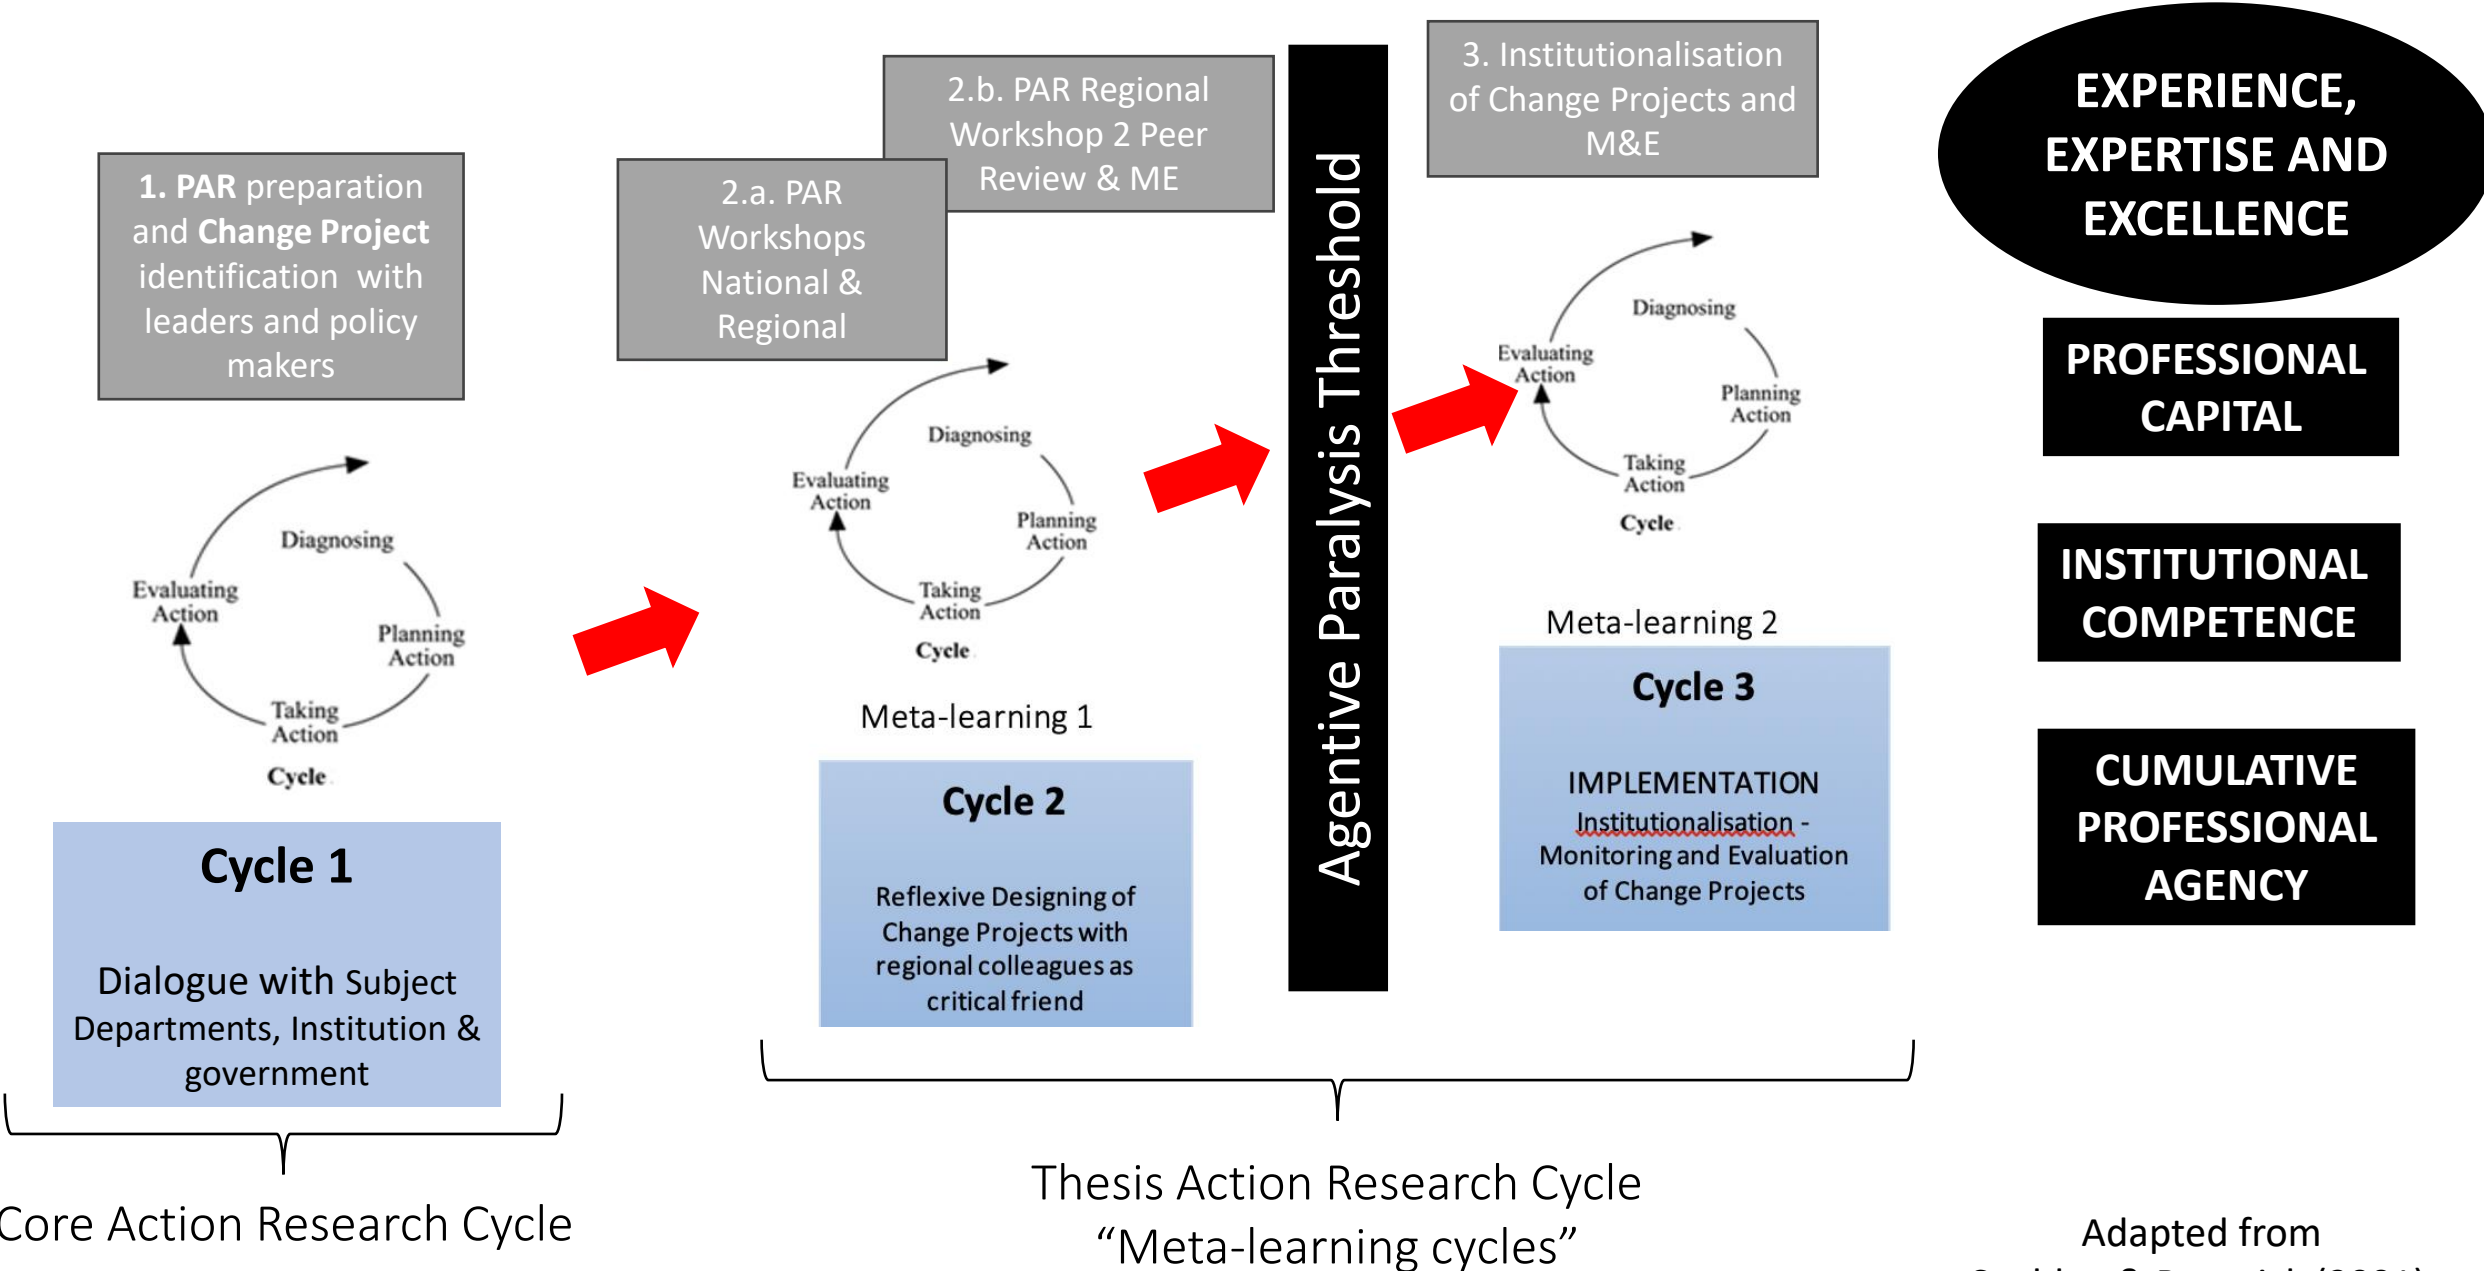 1. PAR preparation
and Change Project
identification with
leaders and policy
makers
Diagnosing
Evaluating
Action
Planning
Action
Taking
Action
Cycle
Cycle 1
Dialogue with Subject
Departments, Institution &
government
Core Action Research Cycle
2.a. PAR
Workshops
National &
Regional
2.b. PAR Regional
Workshop 2 Peer
Review & ME
Diagnosing
Evaluating
Action
Planning
Action
Taking
Action
Cycle
Meta-learning 1
Cycle 2
Reflexive Designing of
Change Projects with
regional colleagues as
critical friend
Agentive Paralysis Threshold
3. Institutionalisation
of Change Projects and
M&E
Diagnosing
Evaluating
Action
Planning
Action
Taking
Action
Cycle
Meta-learning 2
Cycle 3
IMPLEMENTATION
Institutionalisation -
Monitoring and Evaluation
of Change Projects
Thesis Action Research Cycle
“Meta-learning cycles”
EXPERIENCE,
EXPERTISE AND
EXCELLENCE
PROFESSIONAL
CAPITAL
INSTITUTIONAL
COMPETENCE
CUMULATIVE
PROFESSIONAL
AGENCY
Adapted from